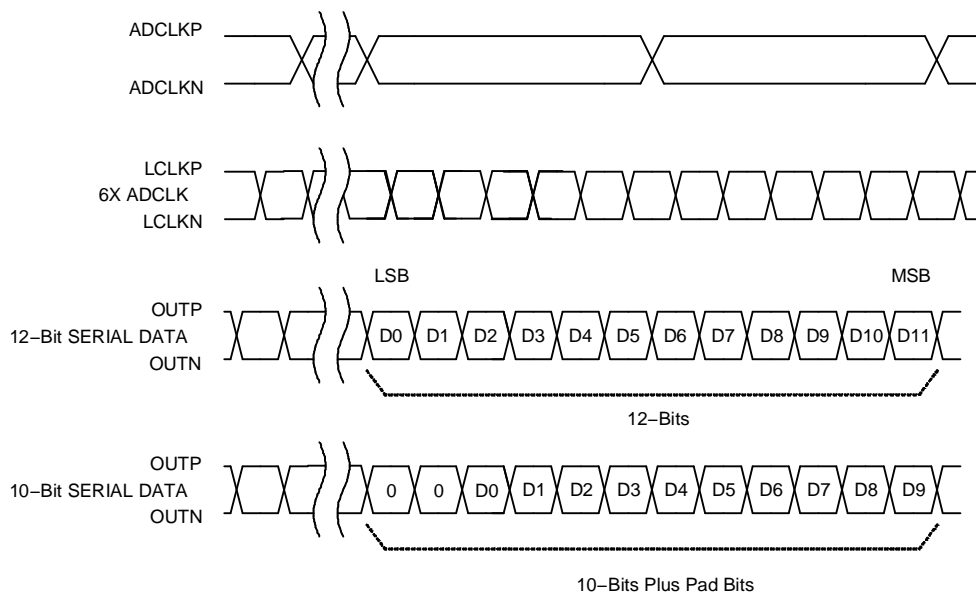 ADCLKP
ADCLKN
LCLKP
6X ADCLK
LCLKN
LSB MSB
OUTP
12−Bit SERIAL DATA D0 D1 D2 D3 D4 D5 D6 D7 D8 D9 D10 D11
OUTN
12−Bits
OUTP
10−Bit SERIAL DATA 0 0 D0 D1 D2 D3 D4 D5 D6 D7 D8 D9
OUTN
10−Bits Plus Pad Bits